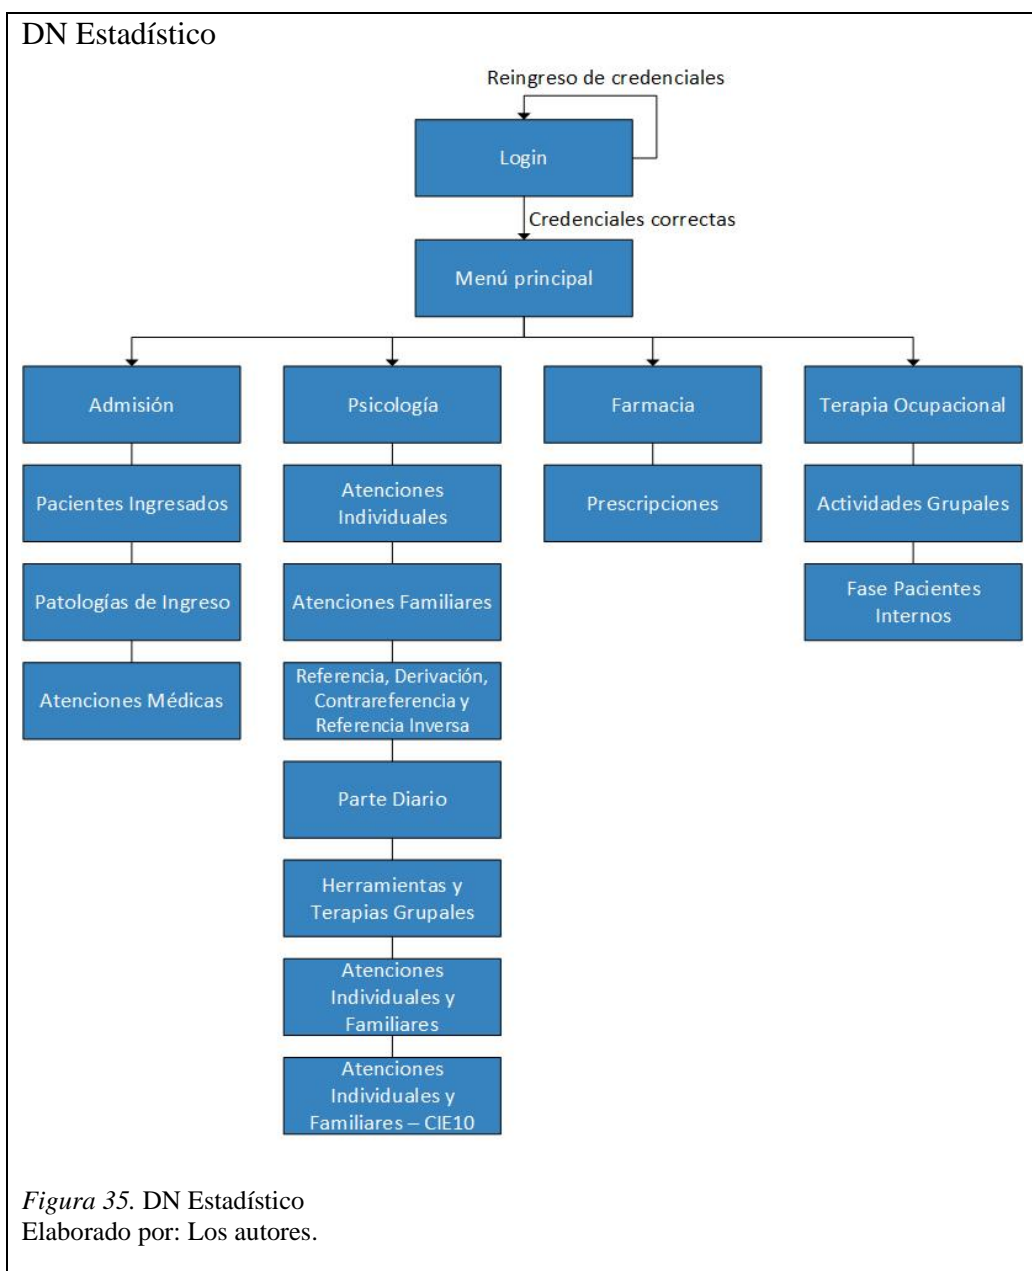 DN Estadístico
Reingreso de credenciales
Login
Credenciales correctas
Menú principal
Admisión
Pacientes Ingresados
Patologías de Ingreso
Atenciones Médicas
Psicología
Atenciones
Individuales
Atenciones Familiares
Referencia, Derivación,
Contrareferencia y
Referencia Inversa
Parte Diario
Herramientas y
Terapias Grupales
Atenciones
Individuales y
Familiares
Atenciones
Individuales y
Familiares – CIE10
Farmacia
Prescripciones
Terapia Ocupacional
Actividades Grupales
Fase Pacientes
Internos
Figura 35. DN Estadístico
Elaborado por: Los autores.